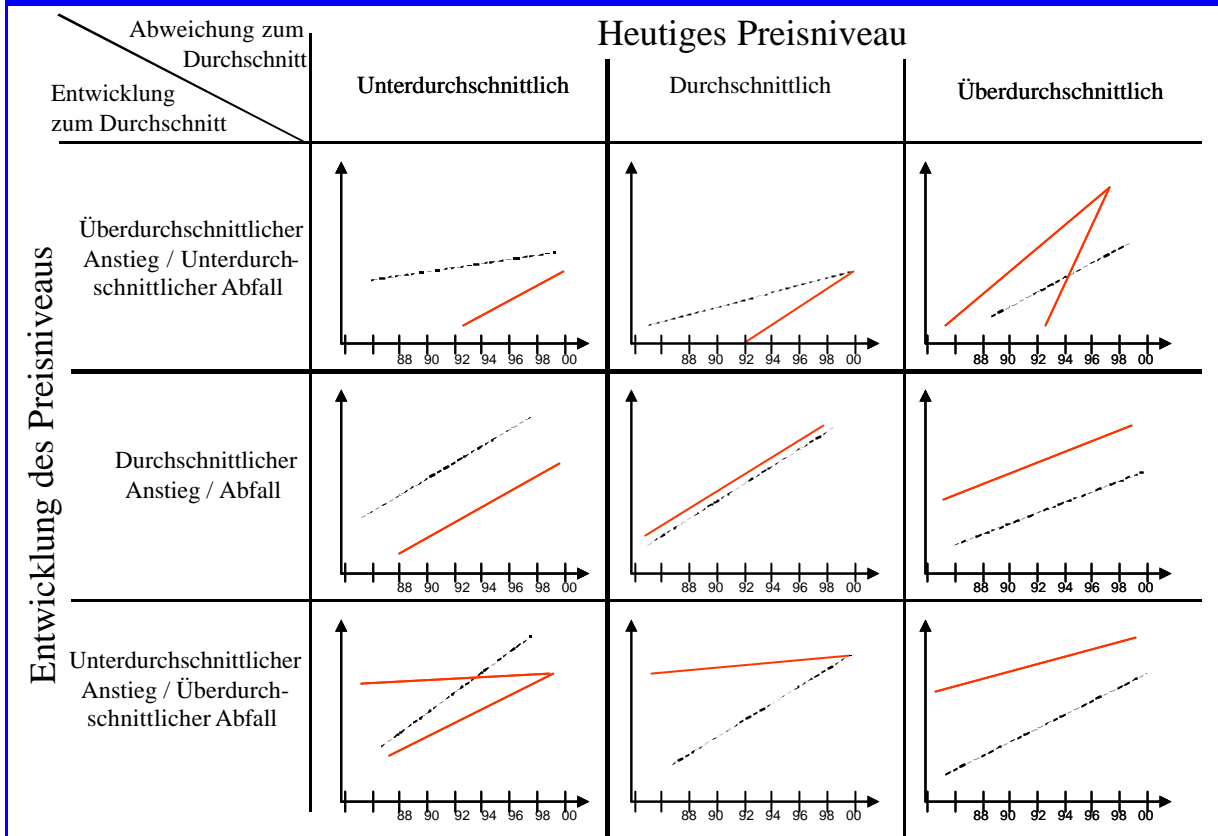 Abweichung zum
Durchschnitt
Entwicklung
zum Durchschnitt
Heutiges Preisniveau
Unterdurchschnittlich
Durchschnittlich
Überdurchschnittlich
Entwicklung des Preisniveaus
Überdurchschnittlicher
Anstieg / Unterdurch-
schnittlicher Abfall
88 90 92 94 96 98 00
88 90 92 94 96 98 00
88 90 92 94 96 98 00
Durchschnittlicher
Anstieg / Abfall
88 90 92 94 96 98 00
88 90 92 94 96 98 00
88 90 92 94 96 98 00
Unterdurchschnittlicher
Anstieg / Überdurch-
schnittlicher Abfall
88 90 92 94 96 98 00
88 90 92 94 96 98 00
88 90 92 94 96 98 00